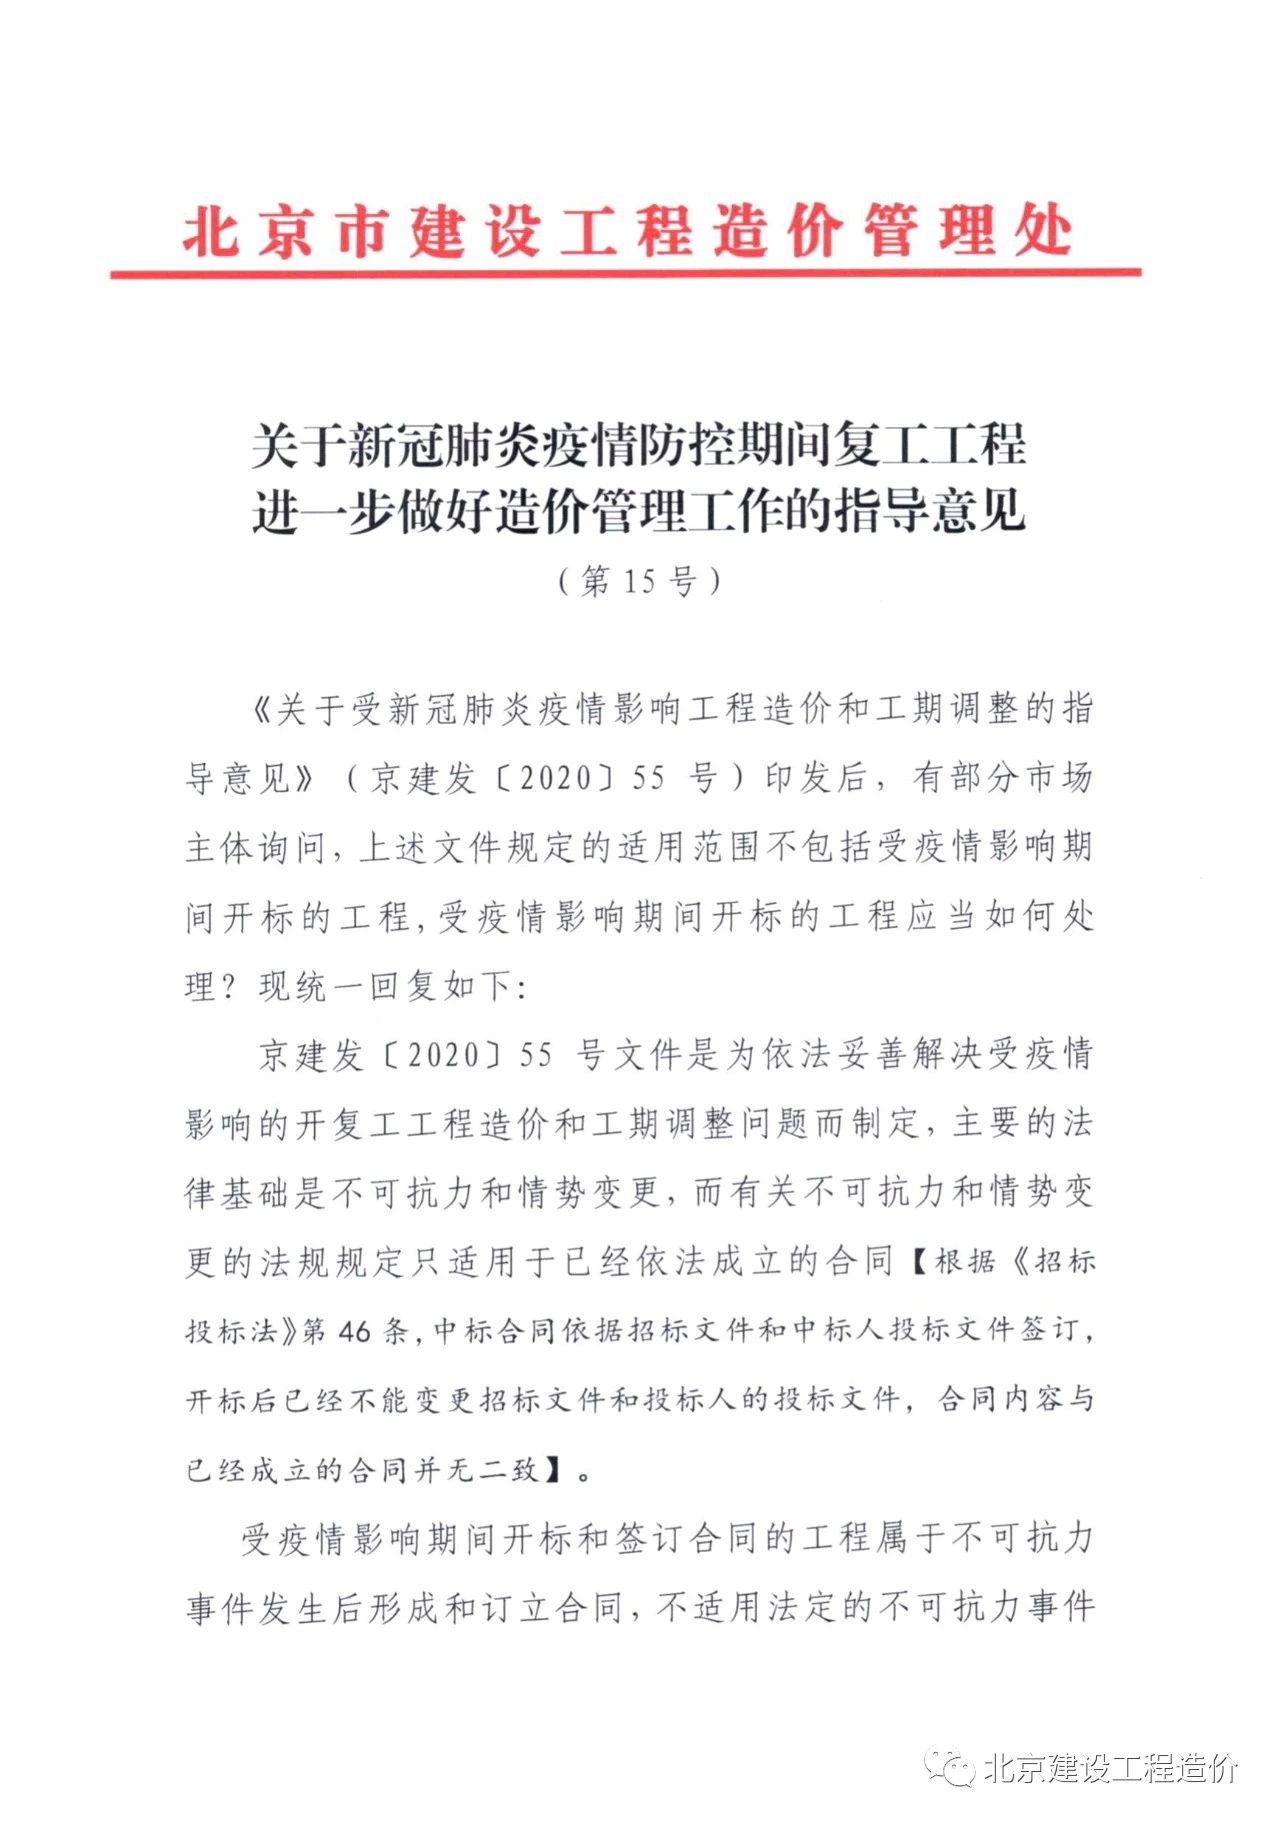 北京市建设工程造价管理处
关于新冠肺炎疫情防控期间复工工程
进一步做好造价管理工作的指导意见
（第 15 号）
《关于受新冠肺炎疫情影响工程造价和工期调整的指
导意见》（京建发〔2020〕55 号）印发后，有部分市场
主体询问，上述文件规定的适用范围不包括受疫情影响期
间开标的工程，受疫情影响期间开标的工程应当如何处
理？现统一回复如下：
京建发〔2020〕55 号文件是为依法妥善解决受疫情
影响的开复工工程造价和工期调整问题而制定，主要的法
律基础是不可抗力和情势变更，而有关不可抗力和情势变
更的法规规定只适用于已经依法成立的合同【根据《招标
投标法》第 46 条，中标合同依据招标文件和中标人投标文件签订，
开标后已经不能变更招标文件和投标人的投标文件，合同内容与
已经成立的合同并无二致】。
受疫情影响期间开标和签订合同的工程属于不可抗力
事件发生后形成和订立合同，不适用法定的不可抗力事件
北京建设工程造价